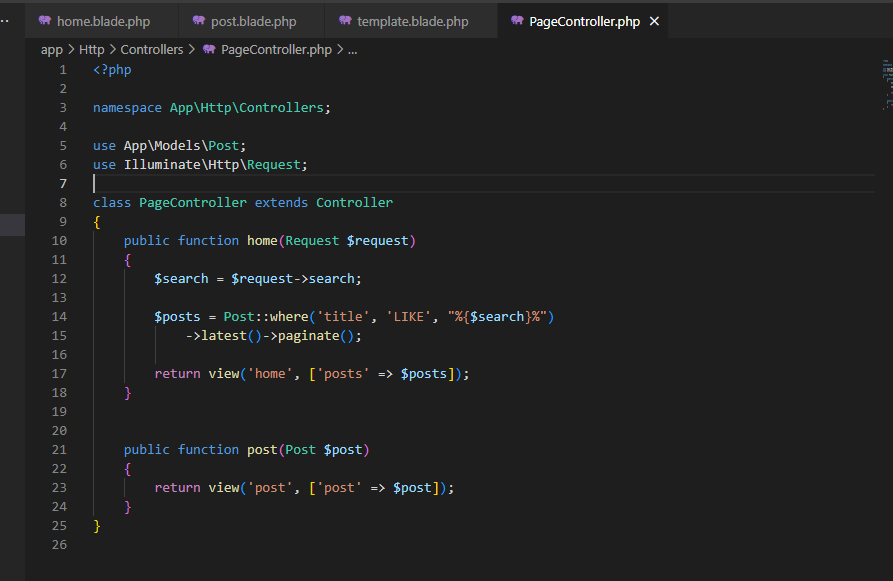 home.blade.php post.blade.php template.blade.php PageController.php ×
app > Http > Controllers > PageController.php > ...
1 <?php
2
3 namespace App\Http\Controllers;
4
5 use App\Models\Post;
6 use Illuminate\Http\Request;
7
8 class PageController extends Controller
9 {
10     public function home(Request $request)
11     {
12         $search = $request->search;
13
14         $posts = Post::where('title', 'LIKE', "%{$search}%")
15             ->latest()->paginate();
16
17         return view('home', ['posts' => $posts]);
18     }
19
20
21     public function post(Post $post)
22     {
23         return view('post', ['post' => $post]);
24     }
25 }
26